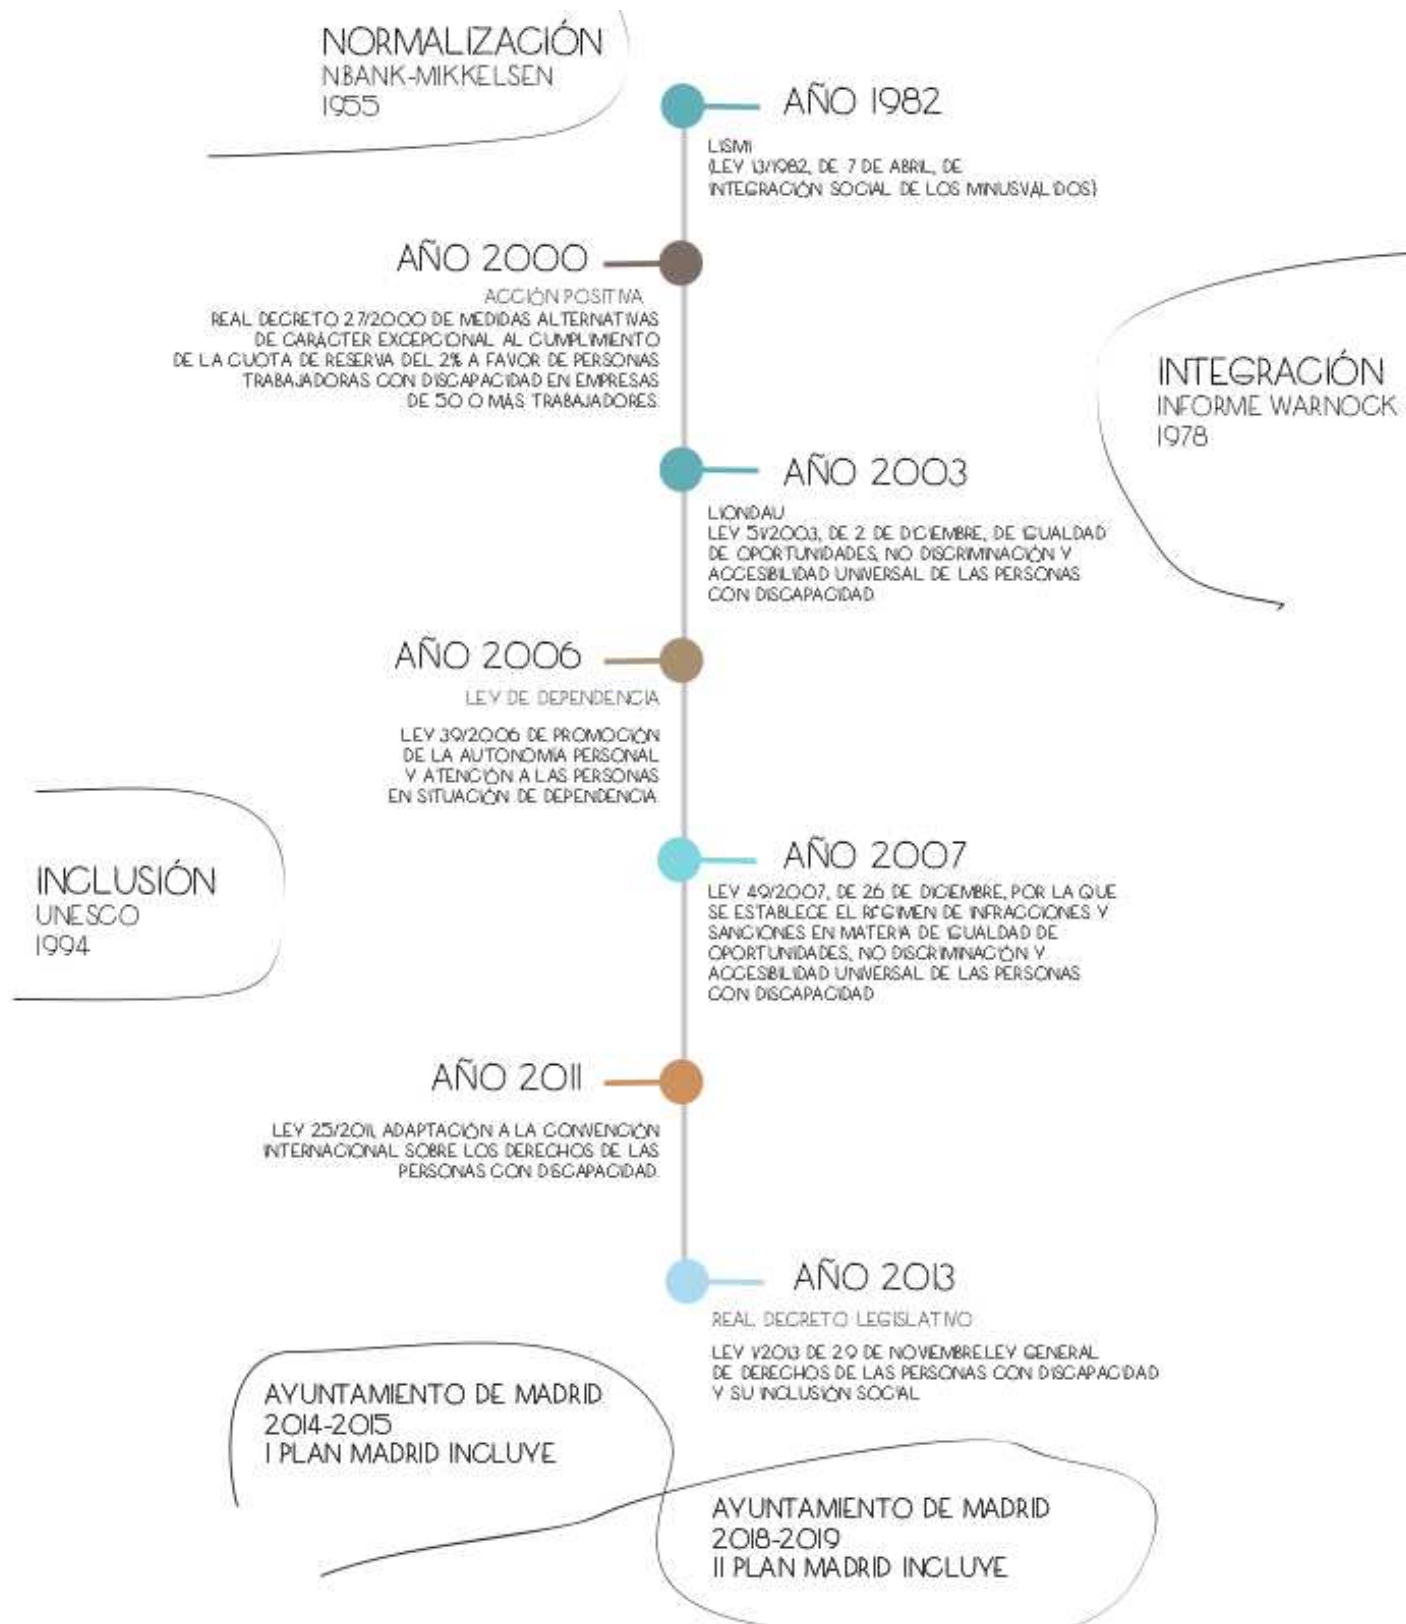 NORMALIZACIÓN
N BANK-MIKKELSEN
1955
AÑO 1982
LISMI
(LEY 13/1982, DE 7 DE ABRIL, DE
INTEGRACIÓN SOCIAL DE LOS MINUSVALIDOS)
AÑO 2000
ACCIÓN POSITIVA
REAL DECRETO 27/2000 DE MEDIDAS ALTERNATIVAS
DE CARÁCTER EXCEPCIONAL AL CUMPLIMIENTO
DE LA CUOTA DE RESERVA DEL 2% A FAVOR DE PERSONAS
TRABAJADORAS CON DISCAPACIDAD EN EMPRESAS
DE 50 O MÁS TRABAJADORES.
INTEGRACIÓN
INFORME WARNOCK
1978
AÑO 2003
LIONDAU
LEY 51/2003, DE 2 DE DICIEMBRE, DE IGUALDAD
DE OPORTUNIDADES, NO DISCRIMINACIÓN Y
ACCESIBILIDAD UNIVERSAL DE LAS PERSONAS
CON DISCAPACIDAD.
AÑO 2006
LEY DE DEPENDENCIA
LEY 39/2006 DE PROMOCIÓN
DE LA AUTONOMÍA PERSONAL
Y ATENCIÓN A LAS PERSONAS
EN SITUACIÓN DE DEPENDENCIA.
INCLUSIÓN
UNESCO
1994
AÑO 2007
LEY 49/2007, DE 26 DE DICIEMBRE, POR LA QUE
SE ESTABLECE EL RÉGIMEN DE INFRACCIONES Y
SANCIONES EN MATERIA DE IGUALDAD DE
OPORTUNIDADES, NO DISCRIMINACIÓN Y
ACCESIBILIDAD UNIVERSAL DE LAS PERSONAS
CON DISCAPACIDAD
AÑO 2011
LEY 25/2011, ADAPTACIÓN A LA CONVENCIÓN
INTERNACIONAL SOBRE LOS DERECHOS DE LAS
PERSONAS CON DISCAPACIDAD.
AÑO 2013
REAL DECRETO LEGISLATIVO
LEY 1/2013 DE 29 DE NOVIEMBRE.LEY GENERAL
DE DERECHOS DE LAS PERSONAS CON DISCAPACIDAD
Y SU INCLUSIÓN SOCIAL
AYUNTAMIENTO DE MADRID
2014-2015
I PLAN MADRID INCLUYE
AYUNTAMIENTO DE MADRID
2018-2019
II PLAN MADRID INCLUYE